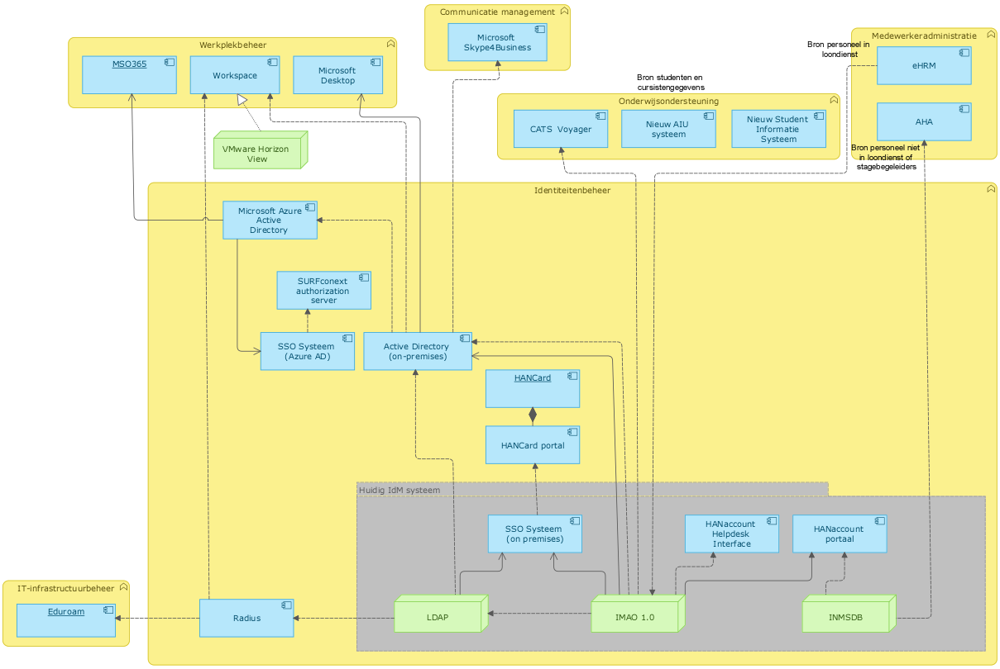 Communicatie management
Microsoft
Skype4Business
Werkplekbeheer
MSO365
Workspace
Microsoft
Desktop
VMware Horizon
View
Bron personeel in
loondienst
Medewerkeradministratie
eHRM
AHA
Bron personeel niet
in loondienst of
stagebegeleiders
Bron studenten en
cursistengegevens
Onderwijsondersteuning
CATS  Voyager
Nieuw AIU
systeem
Nieuw Student
Informatie
Systeem
Identiteitenbeheer
Microsoft Azure
Active
Directory
SURFconext
authorization
server
SSO Systeem
(Azure AD)
Active Directory
(on-premises)
HANCard
HANCard portal
Huidig IdM systeem
SSO Systeem
(on premises)
HANaccount
Helpdesk
Interface
HANaccount
portaal
IT-infrastructuurbeheer
Eduroam
Radius
LDAP
IMAO 1.0
INMSDB